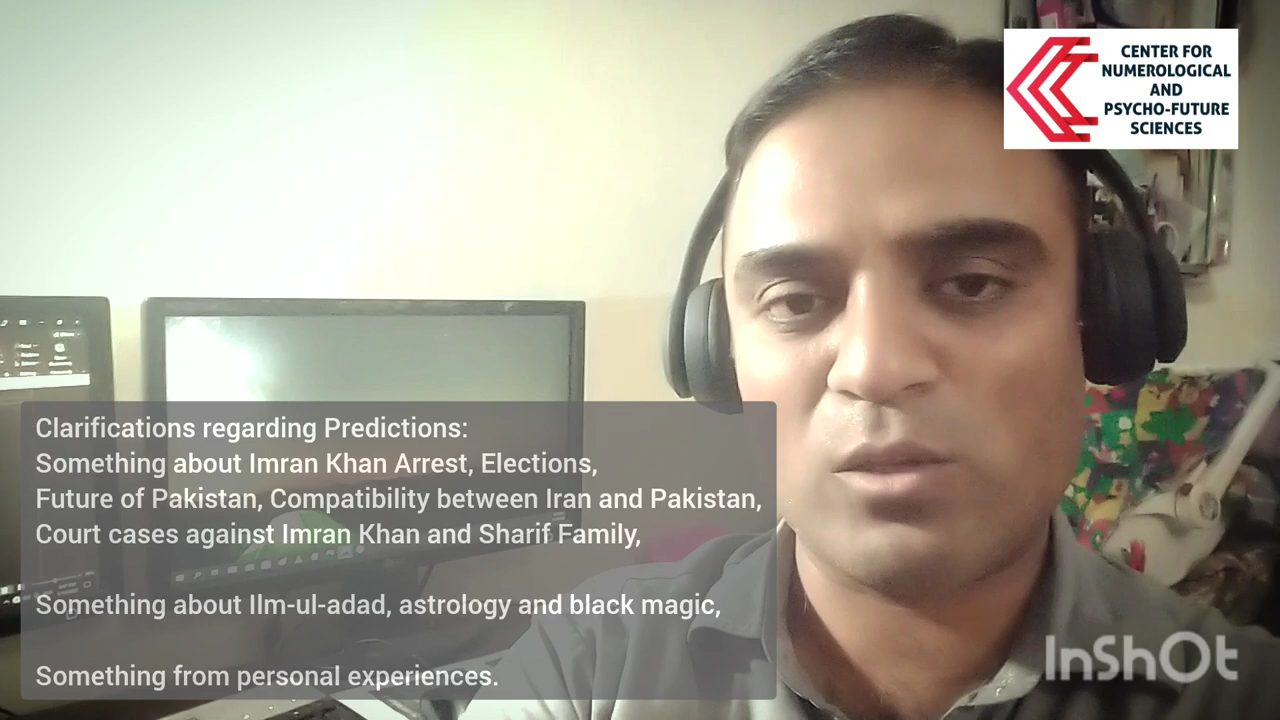 CENTER FOR
NUMEROLOGICAL
AND
PSYCHO-FUTURE
SCIENCES
Clarifications regarding Predictions:
Something about Imran Khan Arrest, Elections,
Future of Pakistan, Compatibility between Iran and Pakistan,
Court cases against Imran Khan and Sharif Family,
Something about Ilm-ul-adad, astrology and black magic,
Something from personal experiences.
InShOt